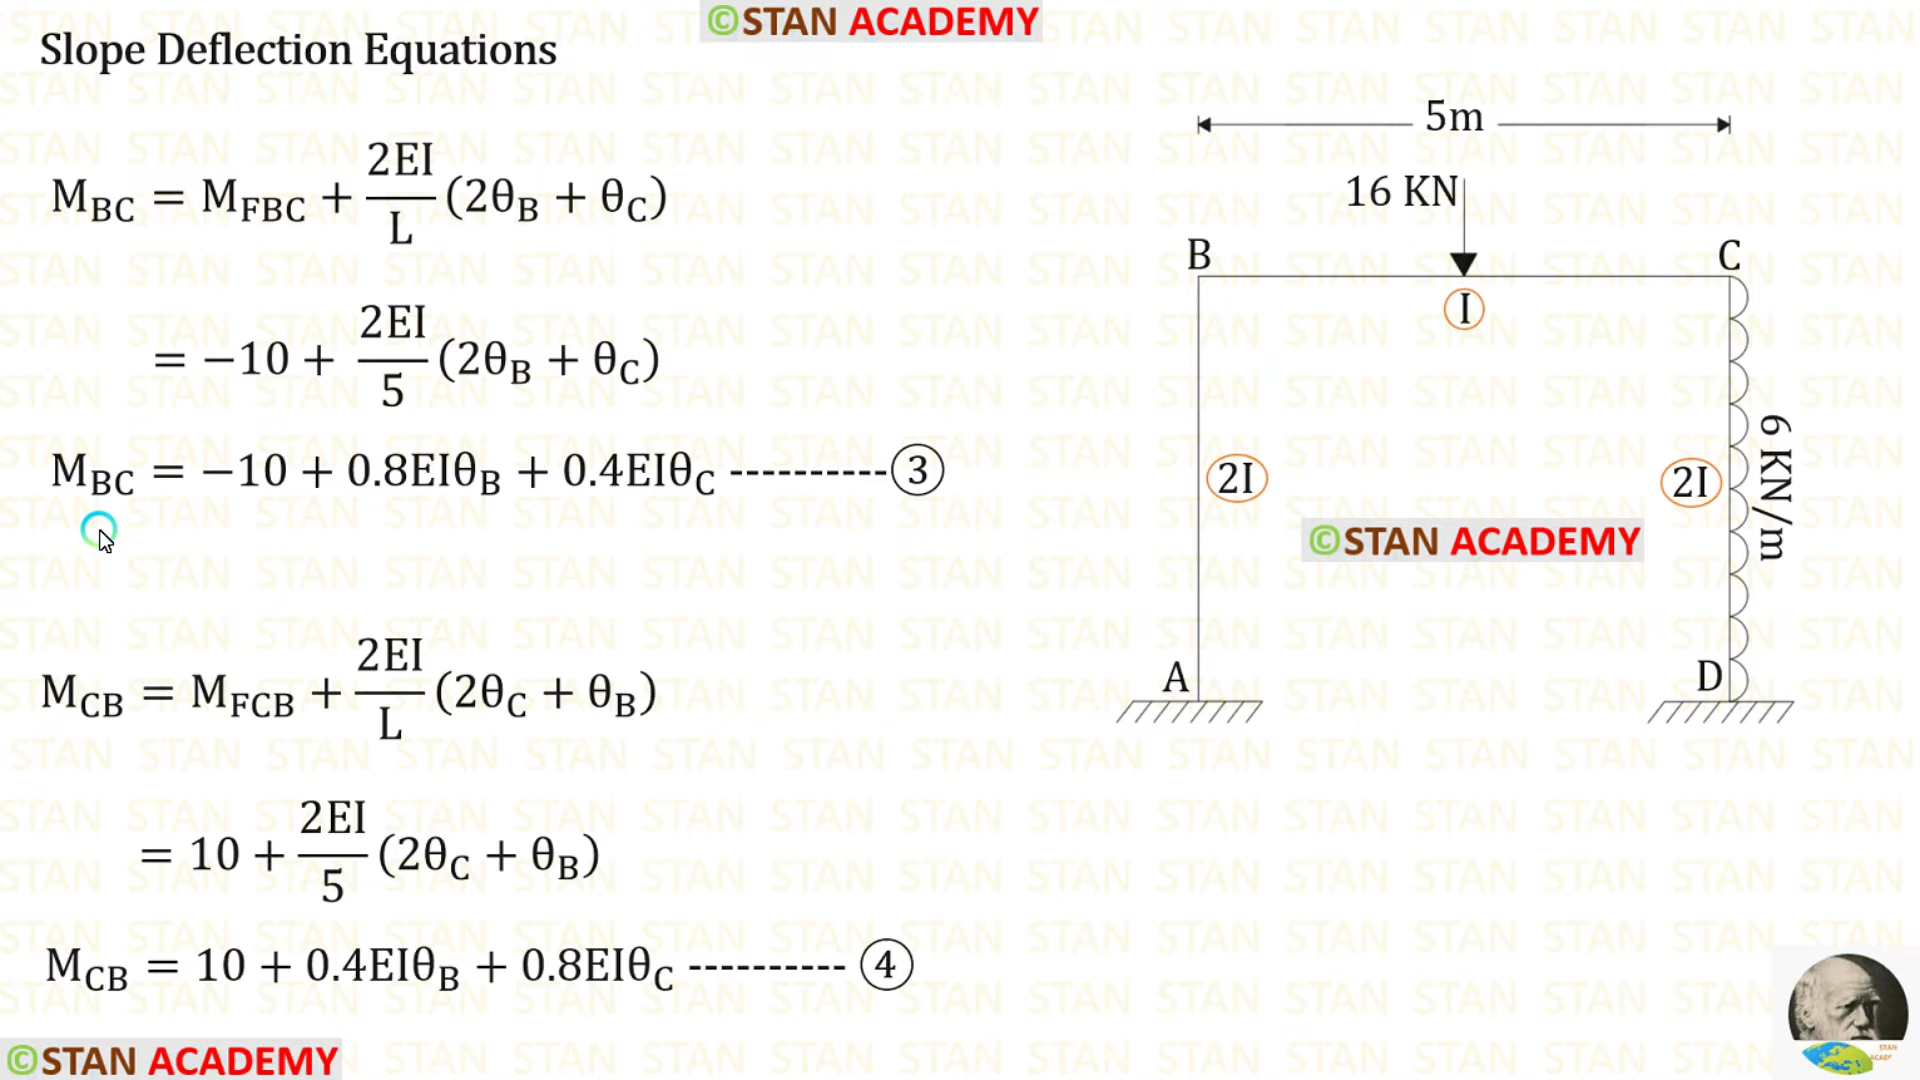 ©STAN ACADEMY
Slope Deflection Equations
M_BC = M_FBC + 2EI/L (2θ_B + θ_C)
= −10 + 2EI/5 (2θ_B + θ_C)
M_BC = −10 + 0.8EIθ_B + 0.4EIθ_C ----------- ③
M_CB = M_FCB + 2EI/L (2θ_C + θ_B)
= 10 + 2EI/5 (2θ_C + θ_B)
M_CB = 10 + 0.4EIθ_B + 0.8EIθ_C ---------- ④
5m
16 KN
B
C
I
2I
2I
6 KN/m
©STAN ACADEMY
A
D
©STAN ACADEMY
STAN